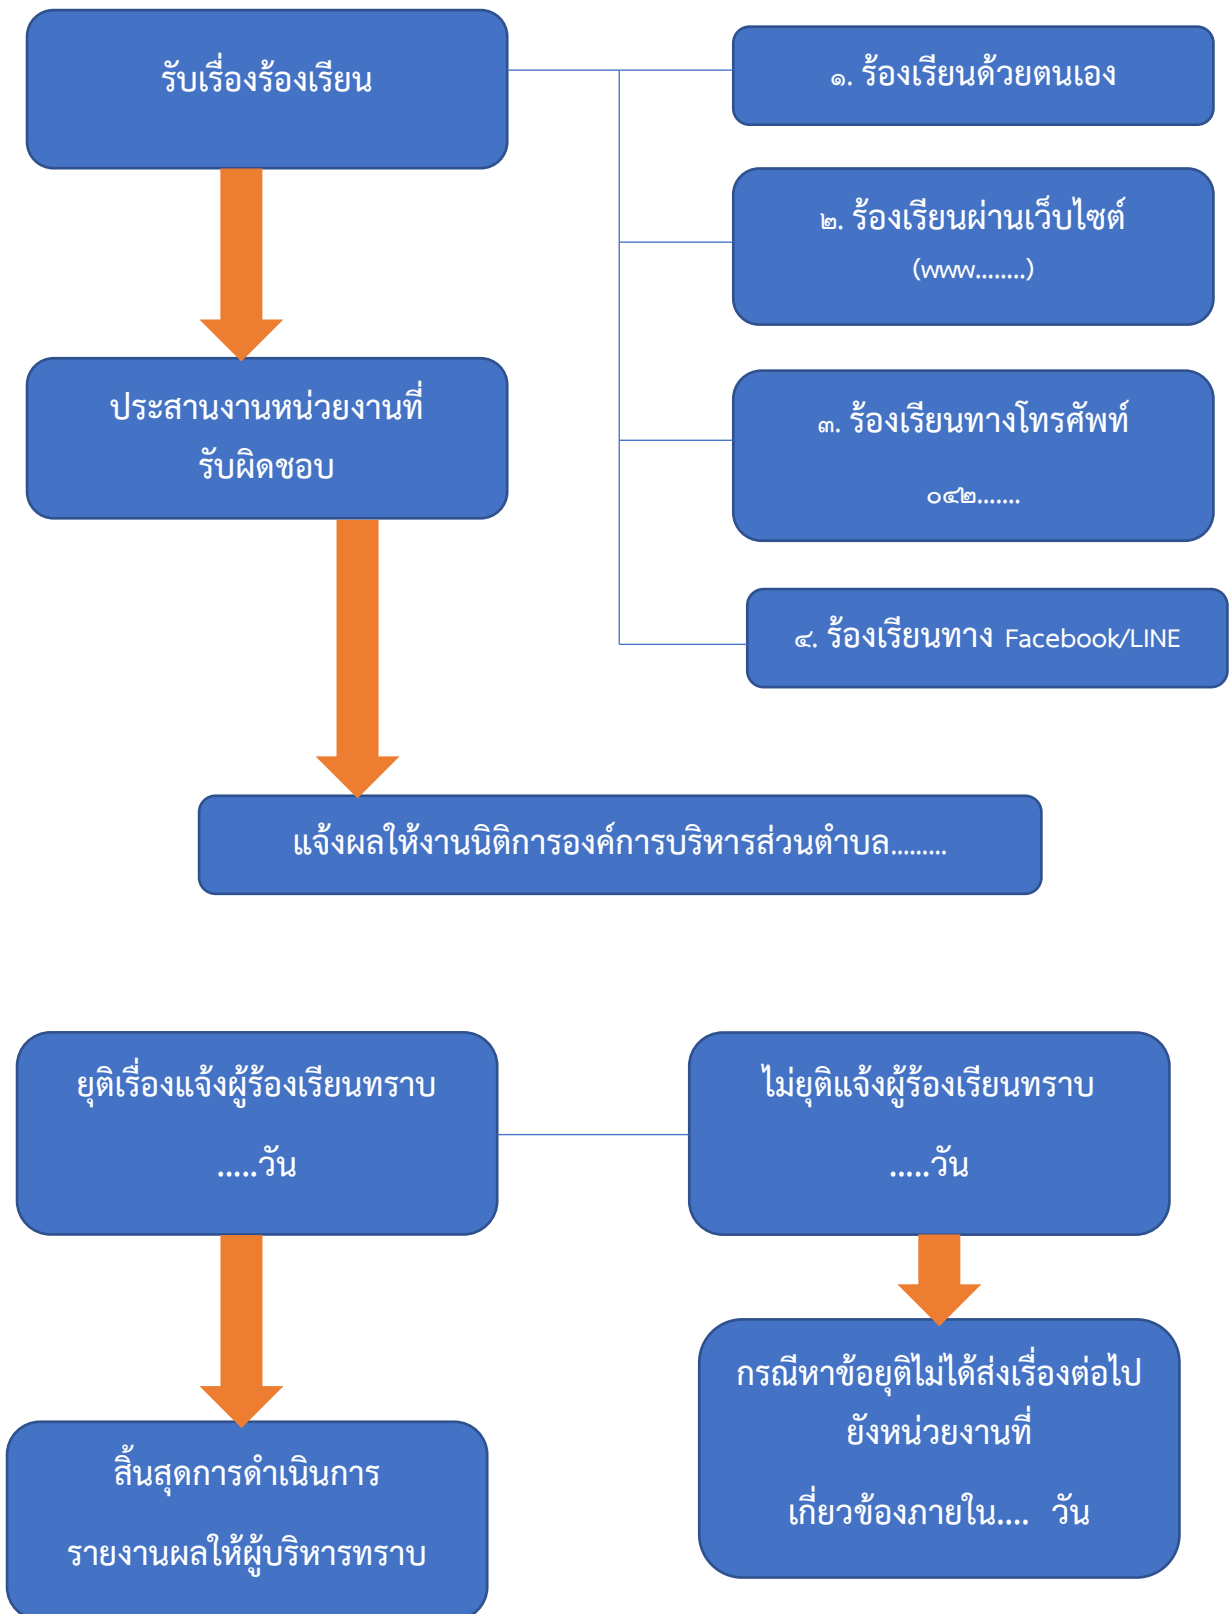 รับเรื่องร้องเรียน
๑. ร้องเรียนด้วยตนเอง
๒. ร้องเรียนผ่านเว็บไซต์
(www........)
๓. ร้องเรียนทางโทรศัพท์
๐๔๒.......
๔. ร้องเรียนทาง Facebook/LINE
ประสานงานหน่วยงานที่
รับผิดชอบ
แจ้งผลให้งานนิติการองค์การบริหารส่วนตำบล.........
ยุติเรื่องแจ้งผู้ร้องเรียนทราบ
.....วัน
ไม่ยุติแจ้งผู้ร้องเรียนทราบ
.....วัน
สิ้นสุดการดำเนินการ
รายงานผลให้ผู้บริหารทราบ
กรณีหาข้อยุติไม่ได้ส่งเรื่องต่อไป
ยังหน่วยงานที่
เกี่ยวข้องภายใน.... วัน